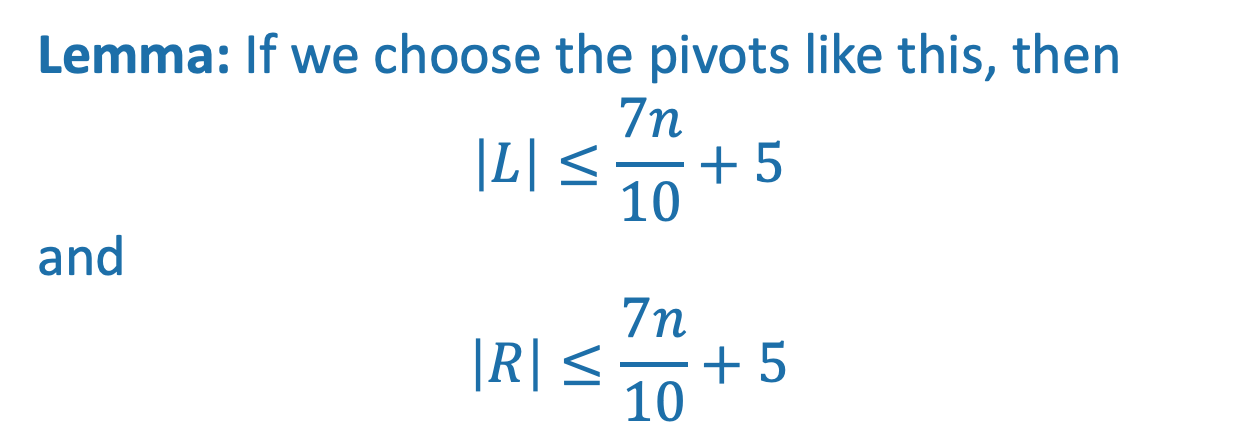 Lemma: If we choose the pivots like this, then
|L| ≤ 7n/10 + 5
and
|R| ≤ 7n/10 + 5